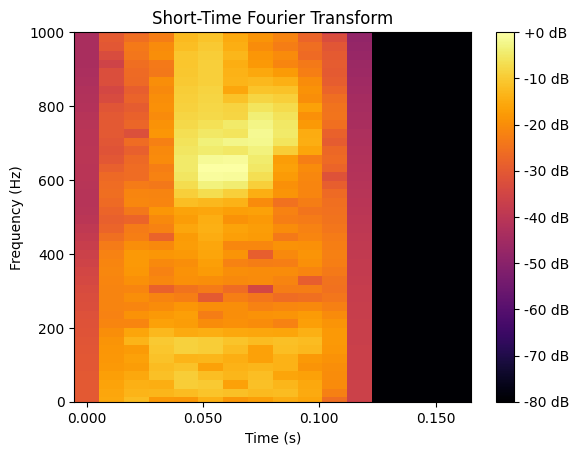 Short-Time Fourier Transform
1000
800
600
400
200
0
Frequency (Hz)
0.000
0.050
0.100
0.150
Time (s)
+0 dB
-10 dB
-20 dB
-30 dB
-40 dB
-50 dB
-60 dB
-70 dB
-80 dB